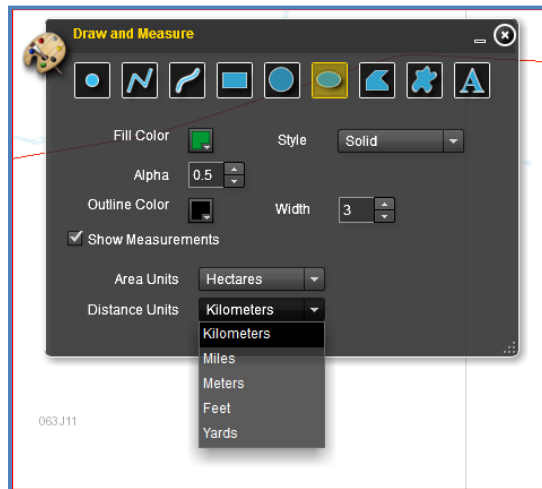 Draw and Measure
A
Fill Color Style Solid
Alpha 0.5
Outline Color Width 3
Show Measurements
Area Units Hectares
Distance Units Kilometers
Kilometers
Miles
Meters
Feet
Yards
063J11